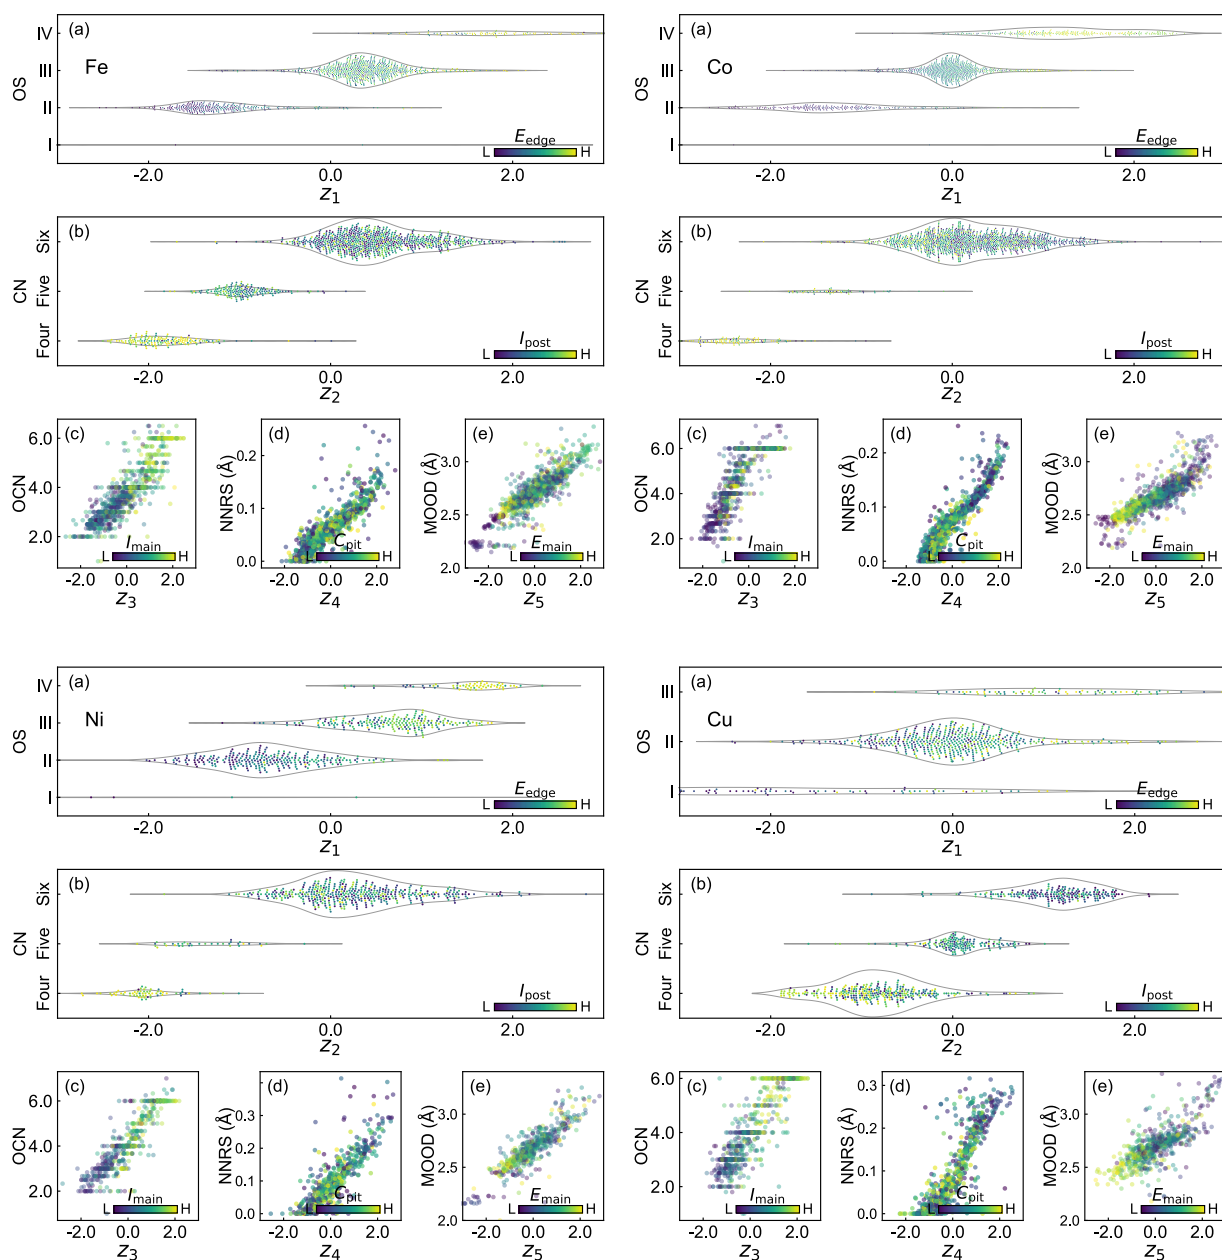 (a)
Fe
OS
IV
III
II
I
E_edge
L H
-2.0 0.0 2.0
z_1
(a)
Co
OS
IV
III
II
I
E_edge
L H
-2.0 0.0 2.0
z_1
(b)
CN
Six
Five
Four
I_post
L H
-2.0 0.0 2.0
z_2
(b)
CN
Six
Five
Four
I_post
L H
-2.0 0.0 2.0
z_2
(c)
OCN
6.0
4.0
2.0
I_main
L H
-2.0 0.0 2.0
z_3
(d)
NNRS (Å)
0.2
0.1
0.0
C_pit
L H
-2.0 0.0 2.0
z_4
(e)
MOOD (Å)
3.0
2.5
2.0
E_main
L H
-2.0 0.0 2.0
z_5
(c)
OCN
6.0
4.0
2.0
I_main
L H
-2.0 0.0 2.0
z_3
(d)
NNRS (Å)
0.2
0.1
0.0
C_pit
L H
-2.0 0.0 2.0
z_4
(e)
MOOD (Å)
3.0
2.5
2.0
E_main
L H
-2.0 0.0 2.0
z_5
(a)
Ni
OS
IV
III
II
I
E_edge
L H
-2.0 0.0 2.0
z_1
(a)
Cu
OS
III
II
I
E_edge
L H
-2.0 0.0 2.0
z_1
(b)
CN
Six
Five
Four
I_post
L H
-2.0 0.0 2.0
z_2
(b)
CN
Six
Five
Four
I_post
L H
-2.0 0.0 2.0
z_2
(c)
OCN
6.0
4.0
2.0
I_main
L H
-2.0 0.0 2.0
z_3
(d)
NNRS (Å)
0.3
0.2
0.1
0.0
C_pit
L H
-2.0 0.0 2.0
z_4
(e)
MOOD (Å)
3.0
2.5
2.0
E_main
L H
-2.0 0.0 2.0
z_5
(c)
OCN
6.0
4.0
2.0
I_main
L H
-2.0 0.0 2.0
z_3
(d)
NNRS (Å)
0.3
0.2
0.1
0.0
C_pit
L H
-2.0 0.0 2.0
z_4
(e)
MOOD (Å)
3.0
2.5
2.0
E_main
L H
-2.0 0.0 2.0
z_5